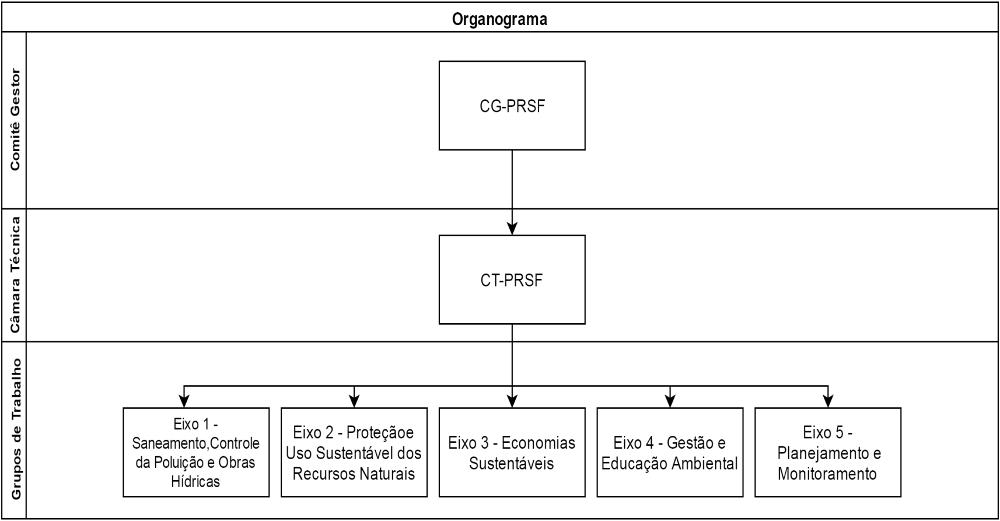 Organograma
Comitê Gestor
CG-PRSF
Câmara Técnica
CT-PRSF
Grupos de Trabalho
Eixo 1 -
Saneamento,Controle
da Poluição e Obras
Hídricas
Eixo 2 - Proteçãoe
Uso Sustentável dos
Recursos Naturais
Eixo 3 - Economias
Sustentáveis
Eixo 4 - Gestão e
Educação Ambiental
Eixo 5 -
Planejamento e
Monitoramento